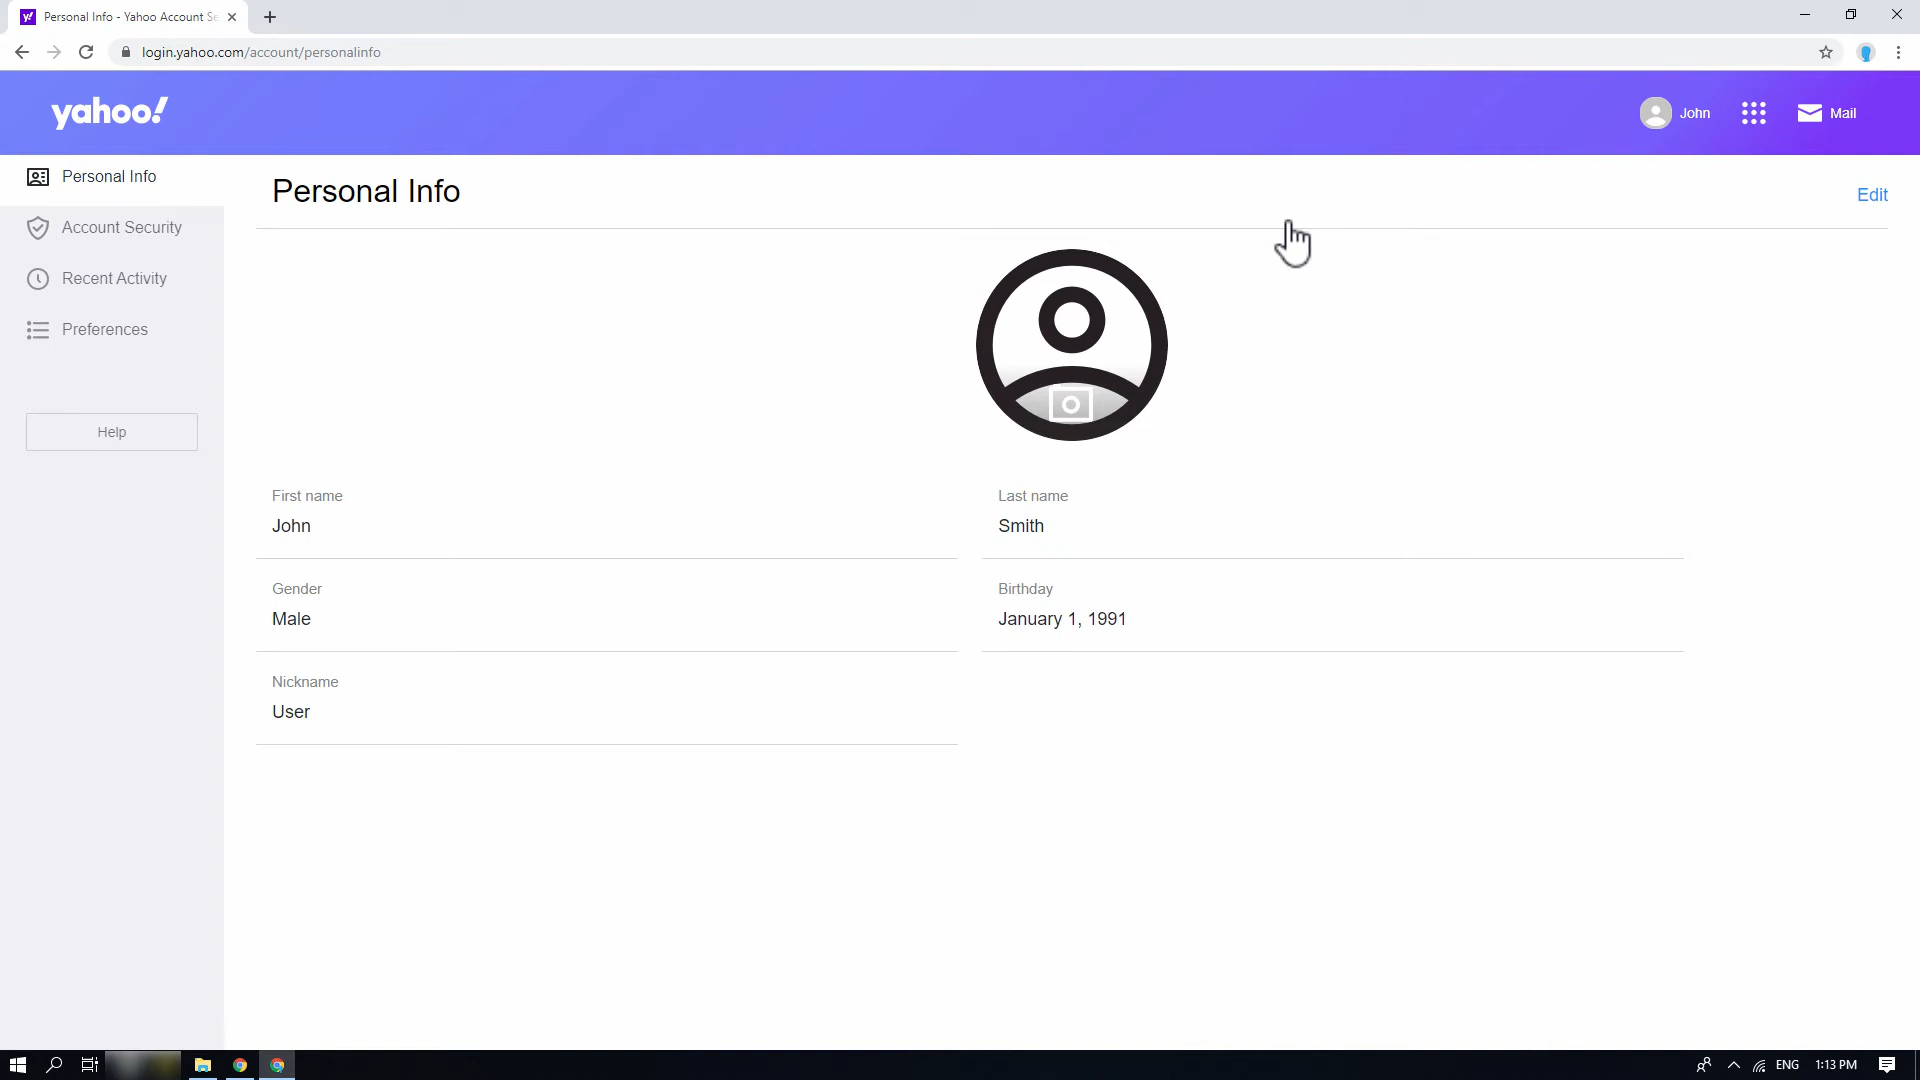 Personal Info - Yahoo Account Se
login.yahoo.com/account/personalinfo
yahoo!
John
Mail
Personal Info
Account Security
Recent Activity
Preferences
Help
Personal Info
Edit
First name
John
Last name
Smith
Gender
Male
Birthday
January 1, 1991
Nickname
User
ENG
1:13 PM